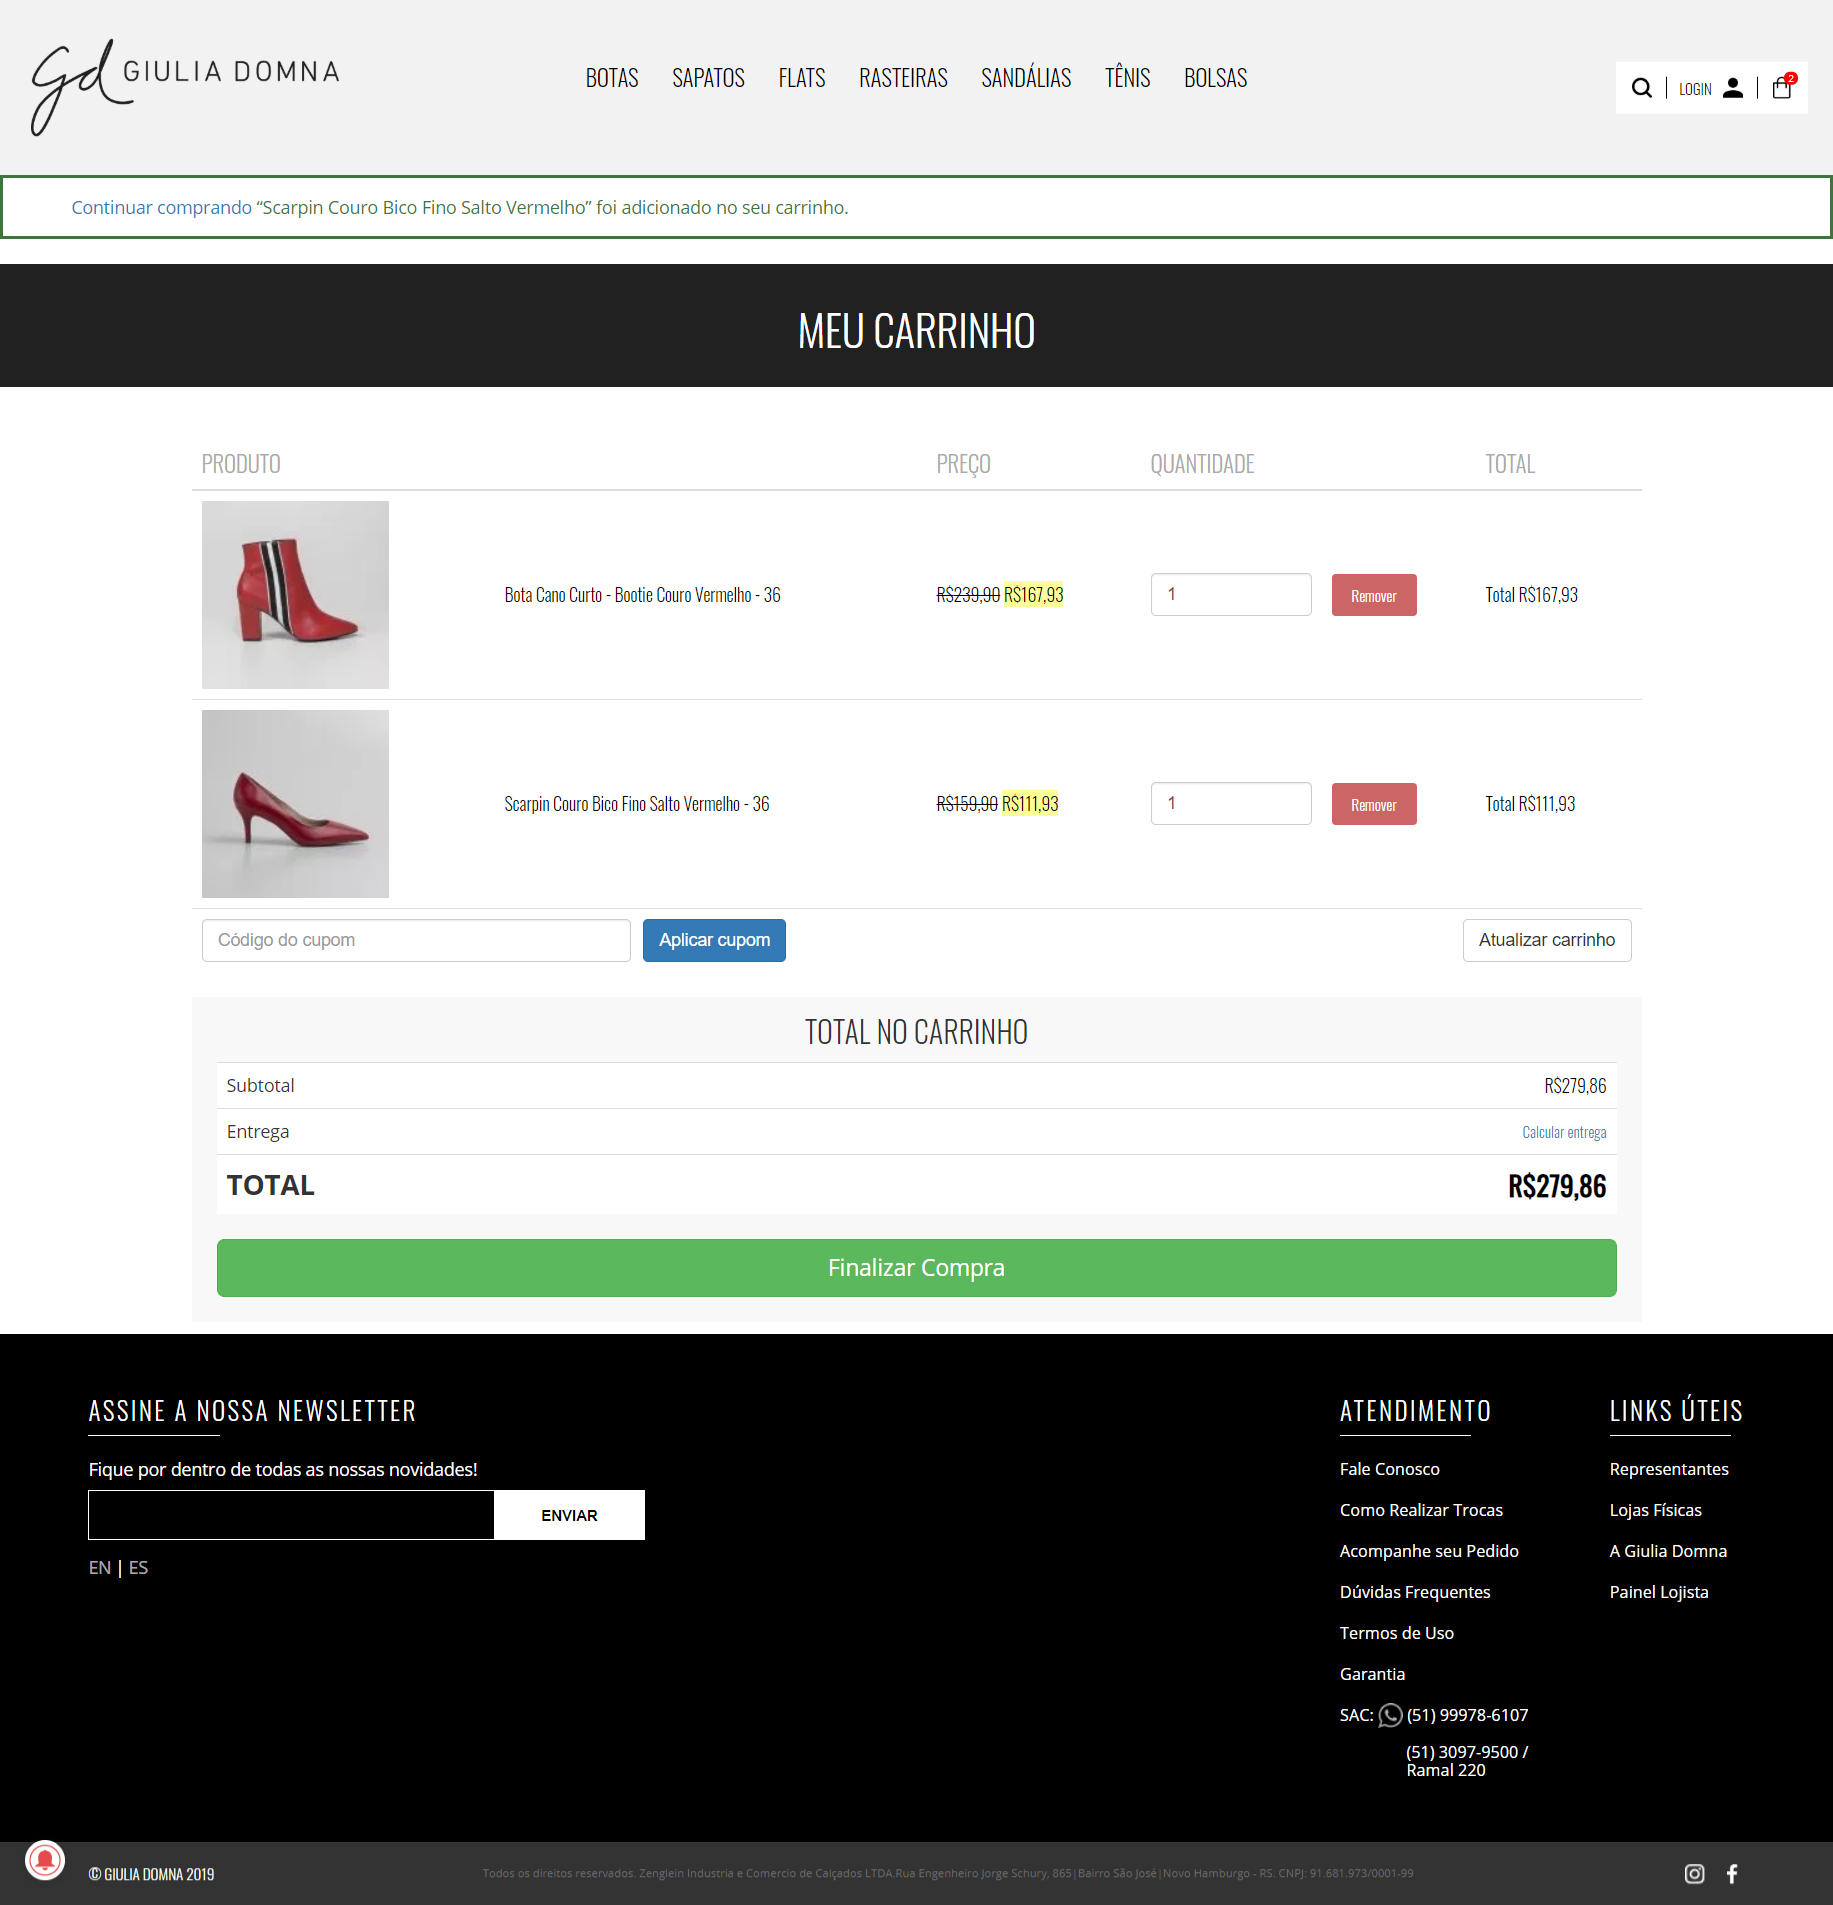 gd GIULIA DOMNA
BOTAS SAPATOS FLATS RASTEIRAS SANDÁLIAS TÊNIS BOLSAS
LOGIN 2
Continuar comprando “Scarpin Couro Bico Fino Salto Vermelho” foi adicionado no seu carrinho.
MEU CARRINHO
PRODUTO PREÇO QUANTIDADE TOTAL
Bota Cano Curto - Bootie Couro Vermelho - 36 R$239,90 R$167,93 1 Remover Total R$167,93
Scarpin Couro Bico Fino Salto Vermelho - 36 R$159,90 R$111,93 1 Remover Total R$111,93
Código do cupom Aplicar cupom Atualizar carrinho
TOTAL NO CARRINHO
Subtotal R$279,86
Entrega Calcular entrega
TOTAL R$279,86
Finalizar Compra
ASSINE A NOSSA NEWSLETTER
Fique por dentro de todas as nossas novidades!
ENVIAR
EN | ES
ATENDIMENTO
Fale Conosco
Como Realizar Trocas
Acompanhe seu Pedido
Dúvidas Frequentes
Termos de Uso
Garantia
SAC: (51) 99978-6107
(51) 3097-9500 /
Ramal 220
LINKS ÚTEIS
Representantes
Lojas Físicas
A Giulia Domna
Painel Lojista
© GIULIA DOMNA 2019
Todos os direitos reservados. Zenglein Industria e Comercio de Calçados LTDA.Rua Engenheiro Jorge Schury, 865|Bairro São José|Novo Hamburgo - RS. CNPJ: 91.681.973/0001-99